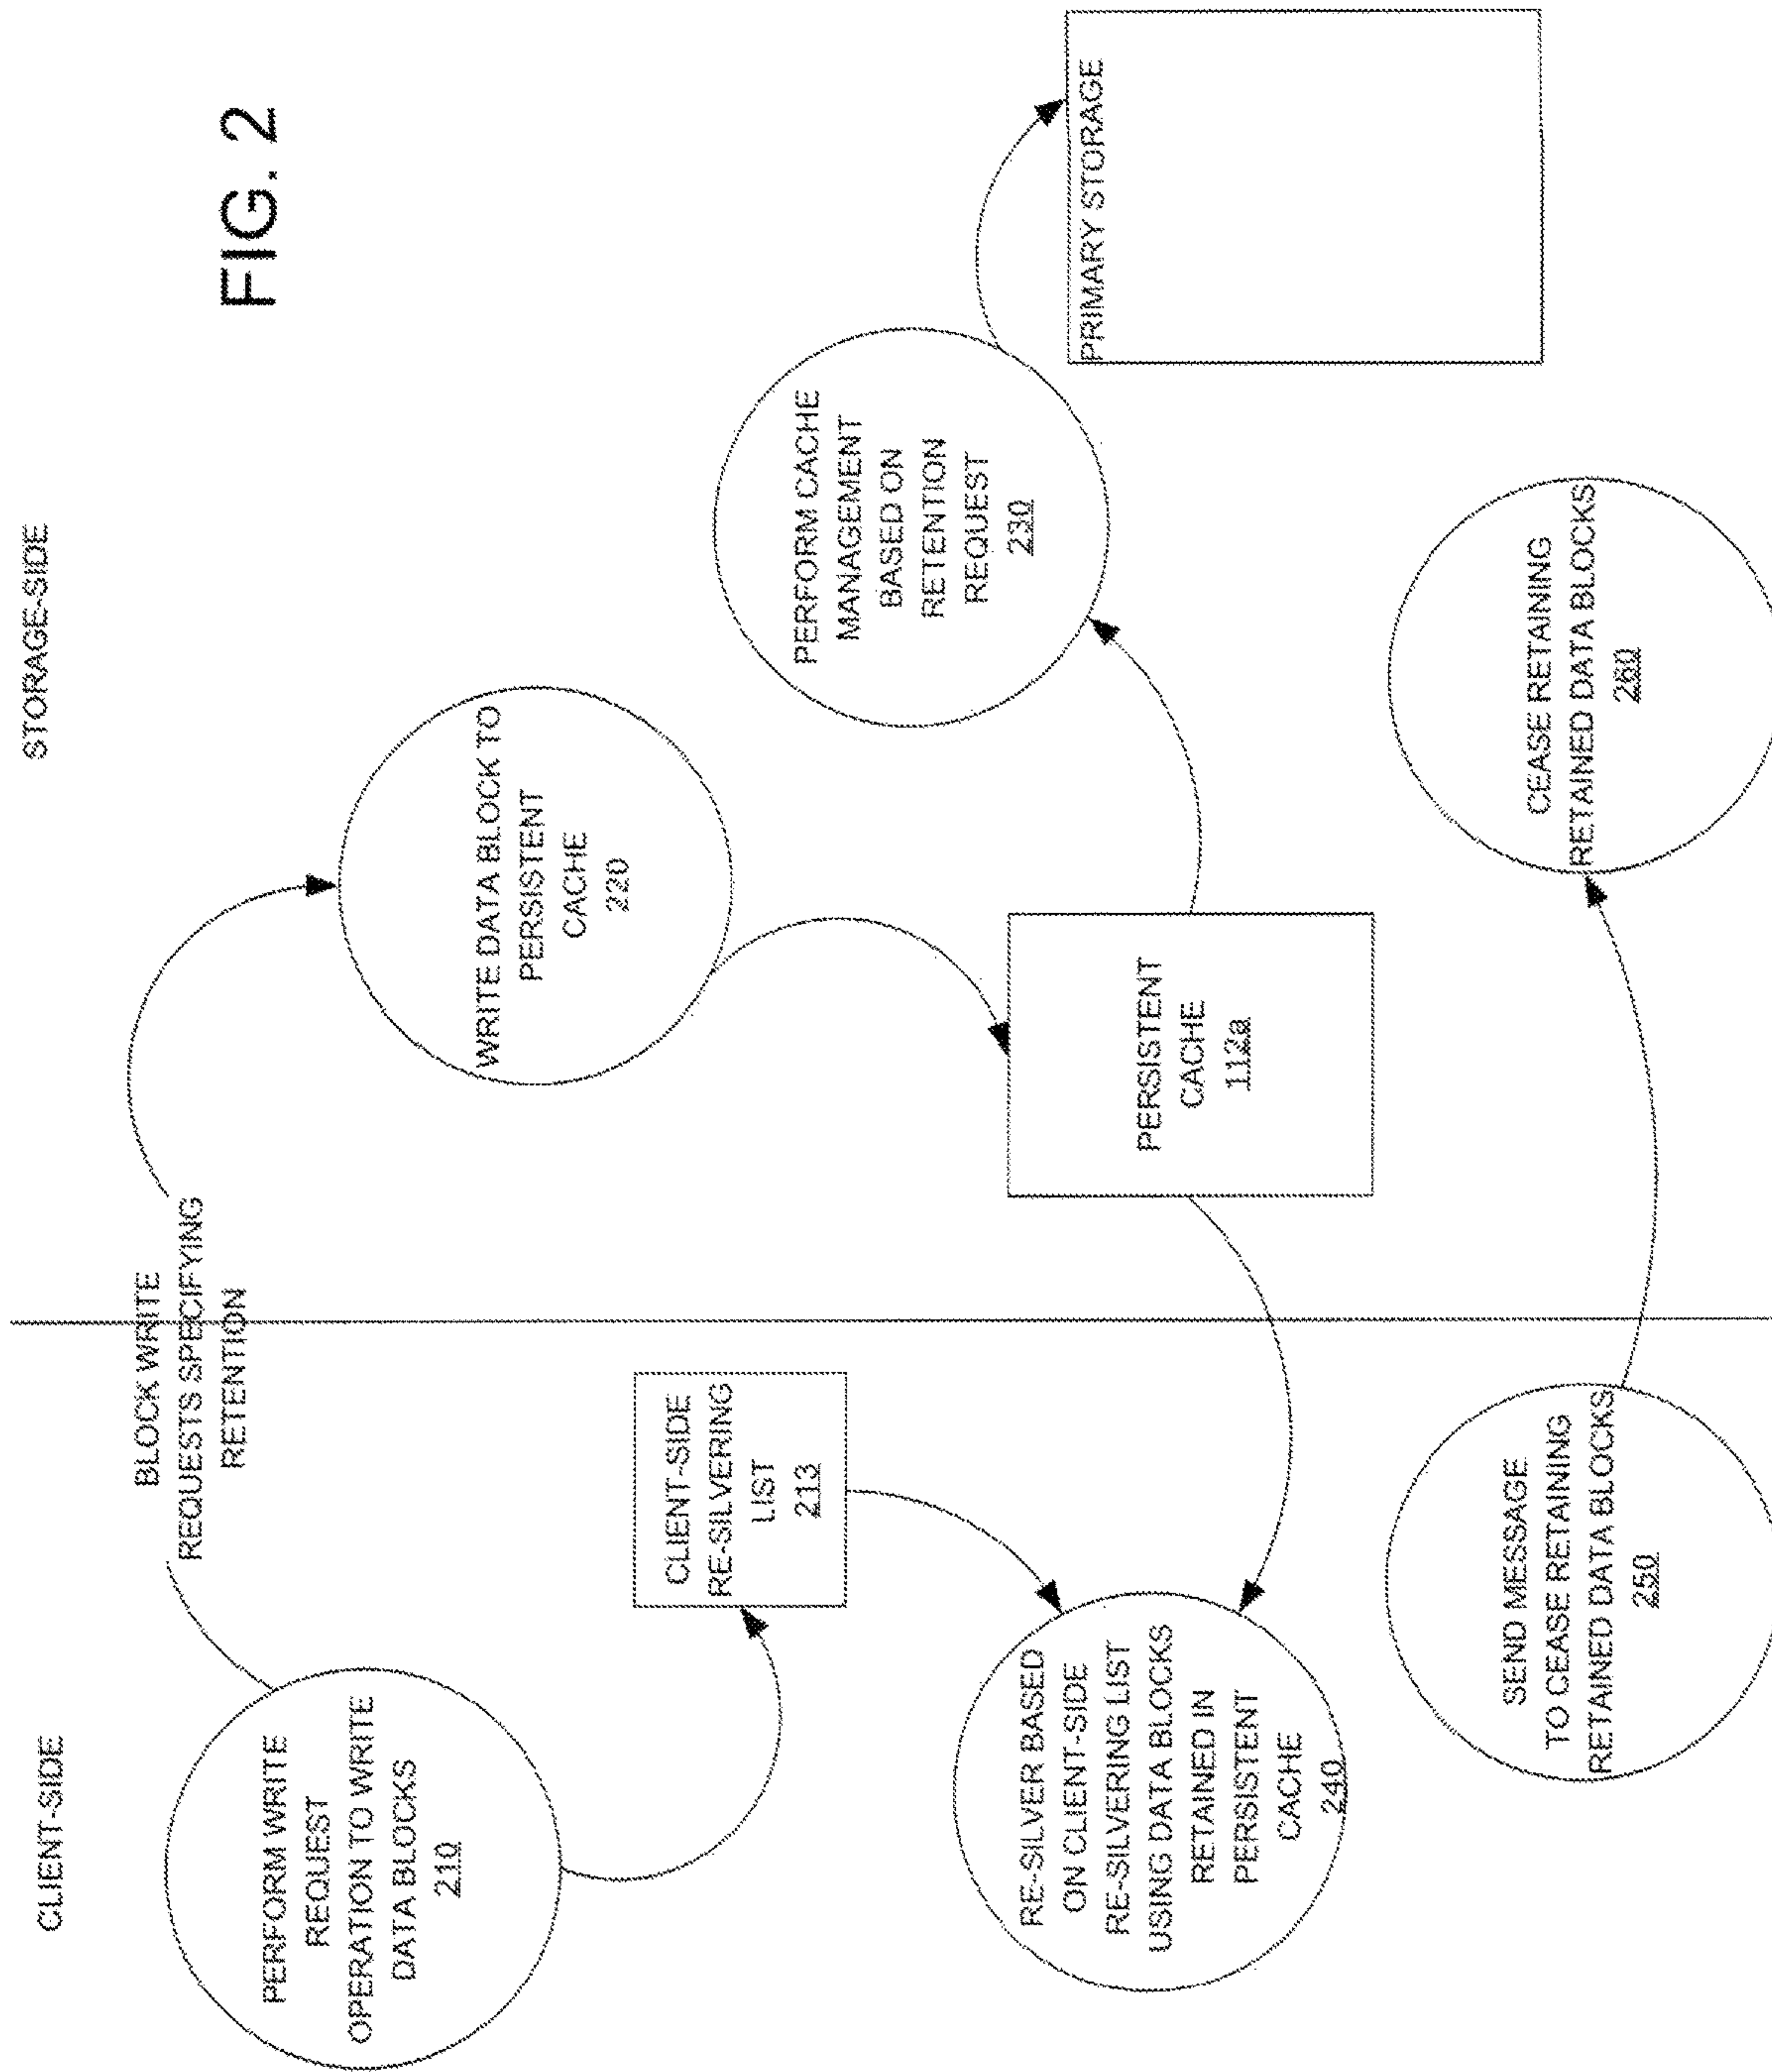 FIG. 2
CLIENT-SIDE
STORAGE-SIDE
BLOCK WRITE
REQUESTS SPECIFYING
RETENTION
PERFORM WRITE
REQUEST
OPERATION TO WRITE
DATA BLOCKS
210
WRITE DATA BLOCK TO
PERSISTENT
CACHE
220
CLIENT-SIDE
RE-SILVERING
LIST
213
PERFORM CACHE
MANAGEMENT
BASED ON
RETENTION
REQUEST
230
RE-SILVER BASED
ON CLIENT-SIDE
RE-SILVERING LIST
USING DATA BLOCKS
RETAINED IN
PERSISTENT
CACHE
240
PERSISTENT
CACHE
112a
PRIMARY STORAGE
SEND MESSAGE
TO CEASE RETAINING
RETAINED DATA BLOCKS
250
CEASE RETAINING
RETAINED DATA BLOCKS
260